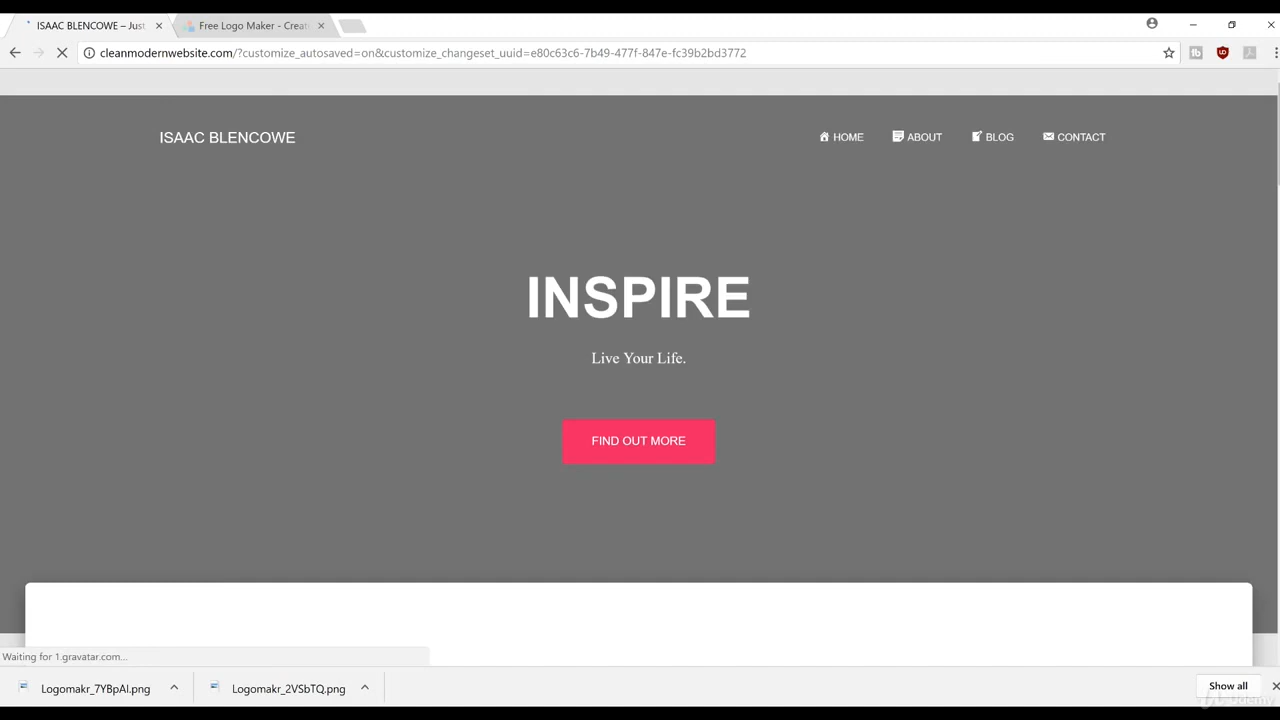 ISAAC BLENCOWE – Just
Free Logo Maker - Creat
cleanmodernwebsite.com/?customize_autosaved=on&customize_changeset_uuid=e80c63c6-7b49-477f-847e-fc39b2bd3772
ISAAC BLENCOWE
HOME
ABOUT
BLOG
CONTACT
INSPIRE
Live Your Life.
FIND OUT MORE
Waiting for 1.gravatar.com...
Logomakr_7YBpAl.png
Logomakr_2VSbTQ.png
Show all
Udemy